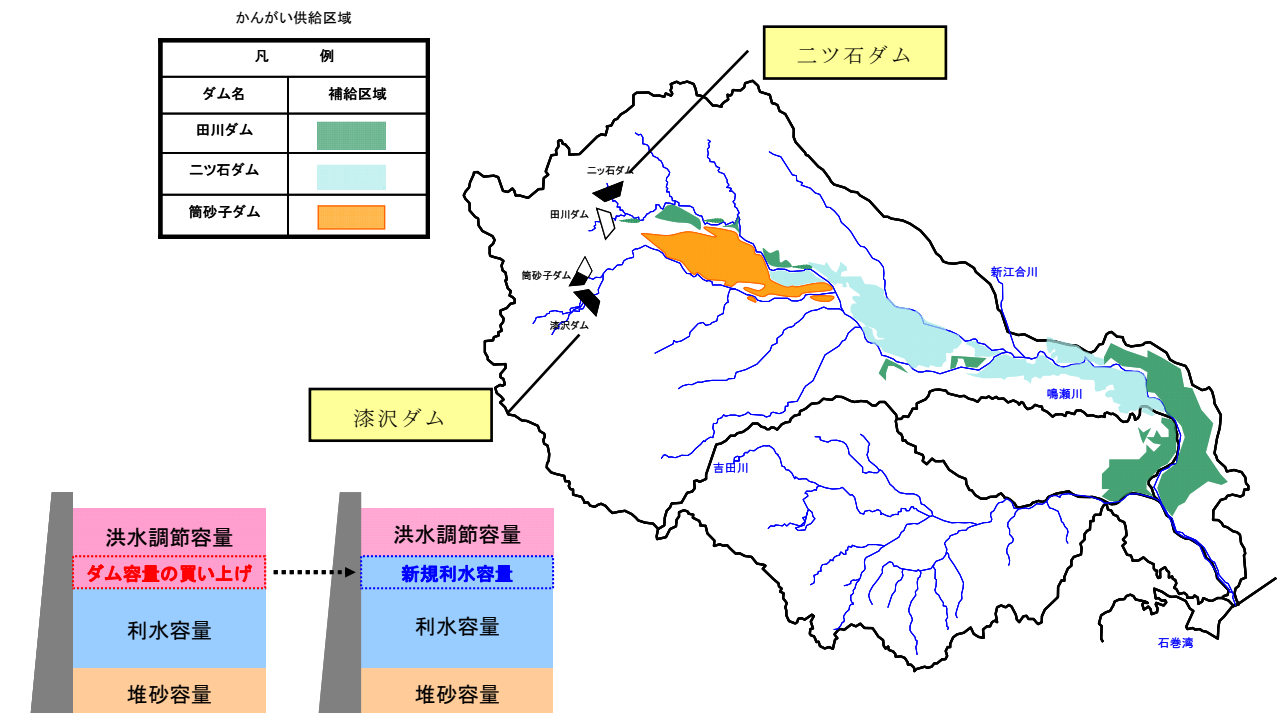 かんがい供給区域
凡 例
ダム名 補給区域
田川ダム
二ツ石ダム
筒砂子ダム
二ツ石ダム
二ッ石ダム
田川ダム
筒砂子ダム
漆沢ダム
新江合川
鳴瀬川
漆沢ダム
吉田川
石巻湾
洪水調節容量
ダム容量の買い上げ
利水容量
堆砂容量
洪水調節容量
新規利水容量
利水容量
堆砂容量